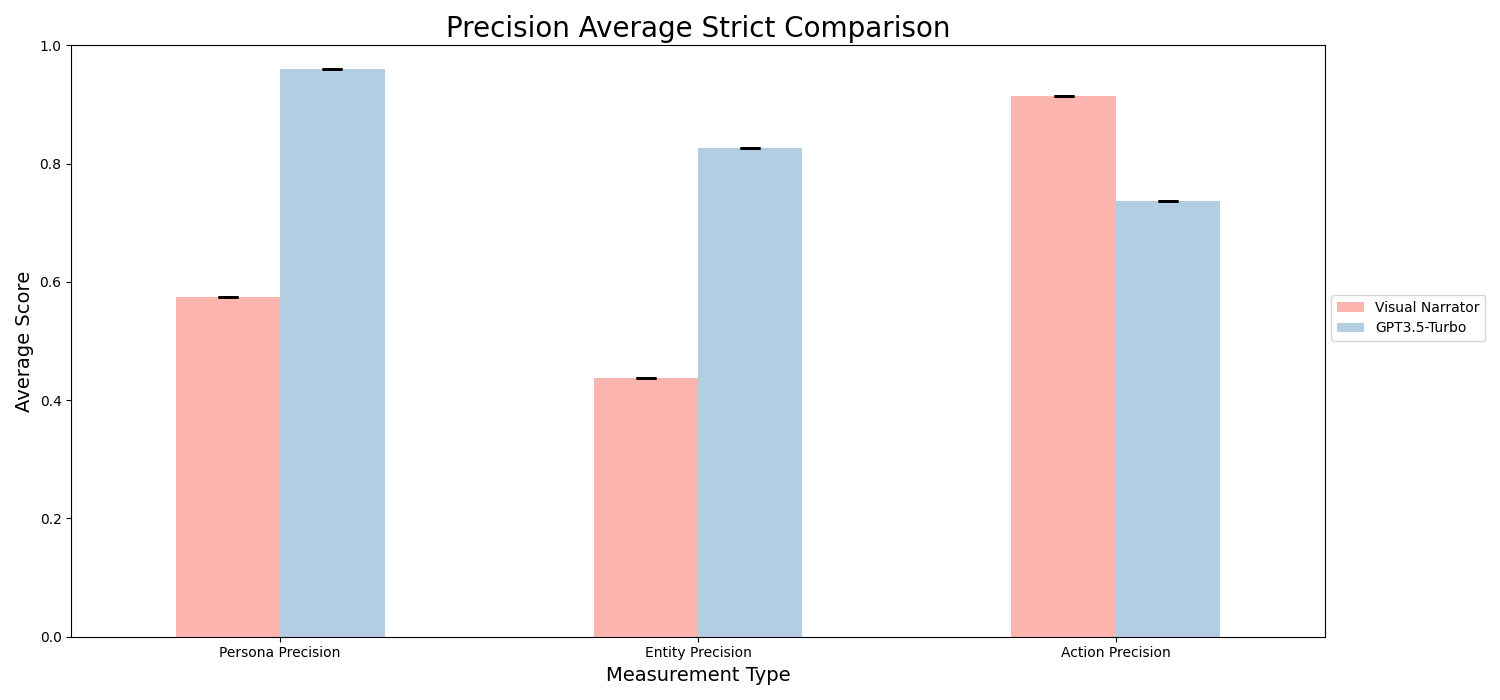 Precision Average Strict Comparison
1.0
0.8
0.6
0.4
0.2
0.0
Average Score
Persona Precision
Entity Precision
Action Precision
Measurement Type
Visual Narrator
GPT3.5-Turbo